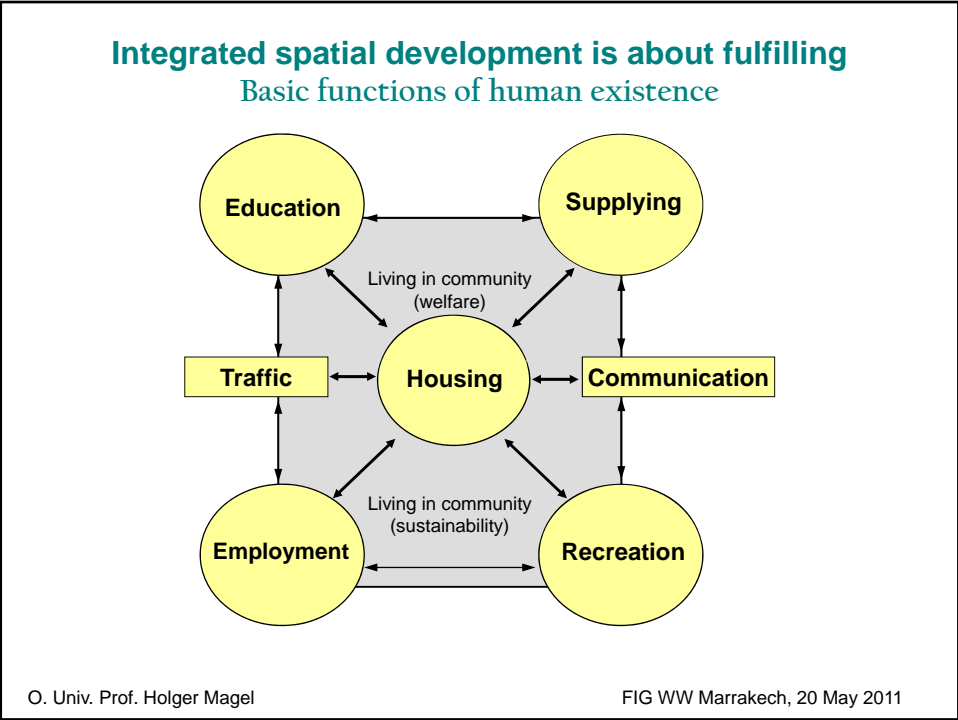 Integrated spatial development is about fulfilling
Basic functions of human existence
Education
Supplying
Living in community
(welfare)
Traffic
Housing
Communication
Living in community
(sustainability)
Employment
Recreation
O. Univ. Prof. Holger Magel
FIG WW Marrakech, 20 May 2011